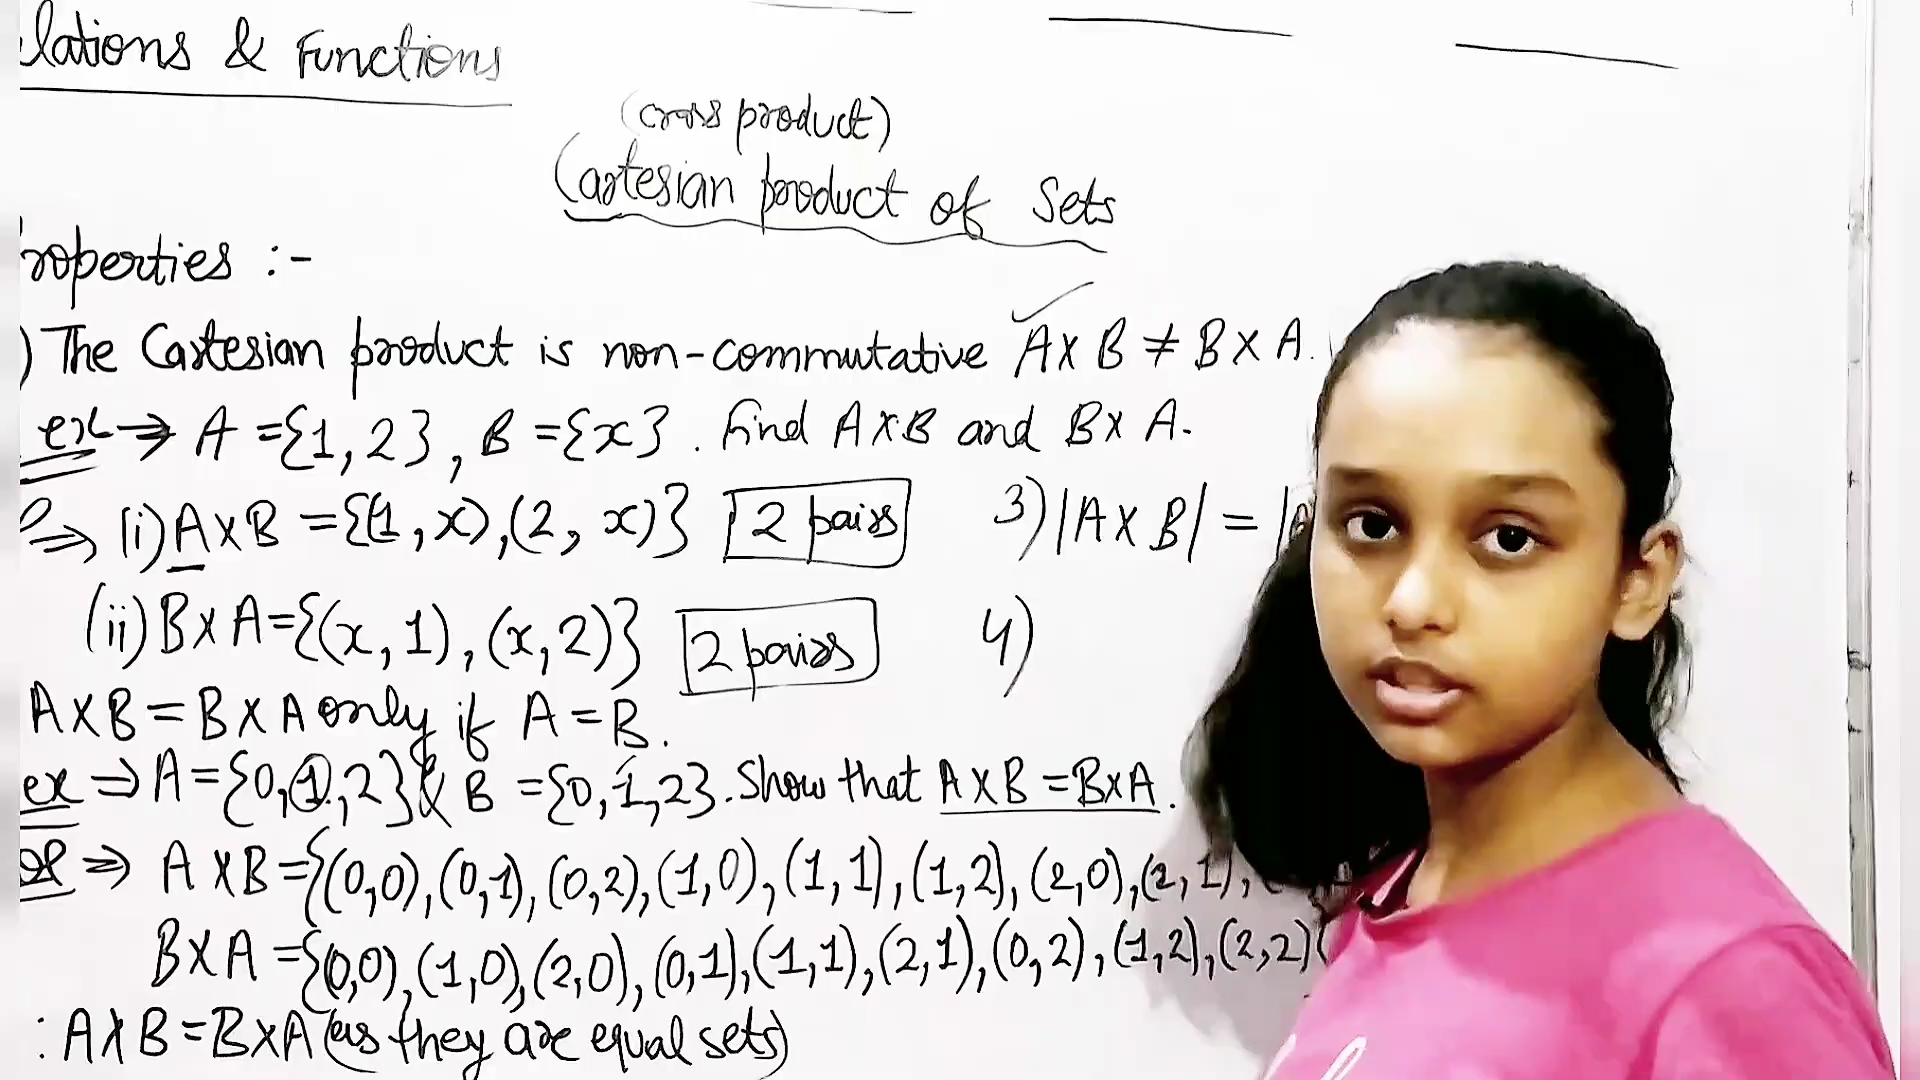 lations & Functions
(cross product)
Cartesian product of Sets
roperties :-
) The Cartesian product is non-commutative A×B ≠ B×A.
ex → A = {1, 2}, B = {x}. Find A×B and B×A.
⇒ (i) A×B = {(1, x), (2, x)} 2 pairs
(ii) B×A = {(x, 1), (x, 2)} 2 pairs
3) |A×B| = |A
4)
A×B = B×A only if A = B.
ex ⇒ A = {0, 1, 2} & B = {0, 1, 2}. Show that A×B = B×A.
⇒ A×B = {(0,0), (0,1), (0,2), (1,0), (1,1), (1,2), (2,0), (2,1),
B×A = {(0,0), (1,0), (2,0), (0,1), (1,1), (2,1), (0,2), (1,2), (2,2)
: A×B = B×A (as they are equal sets)